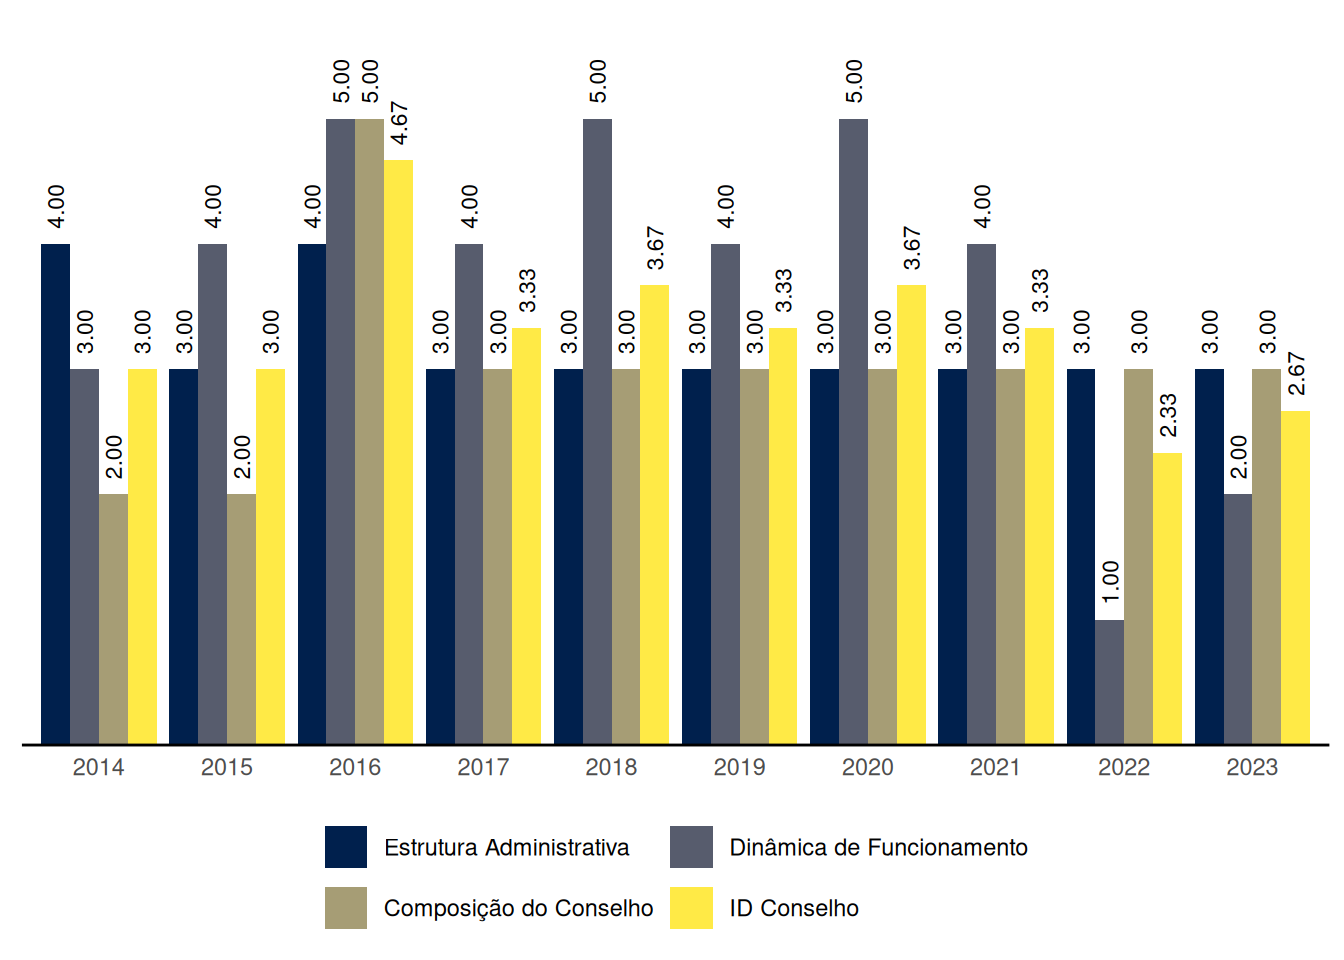 4.00 3.00 2.00 3.00 3.00 4.00 2.00 3.00 4.00 5.00 5.00 4.67 3.00 4.00 3.00 3.33 3.00 5.00 3.00 3.67 3.00 4.00 3.00 3.33 3.00 5.00 3.00 3.67 3.00 4.00 3.00 3.33 3.00 1.00 3.00 2.33 3.00 2.00 3.00 2.67
2014 2015 2016 2017 2018 2019 2020 2021 2022 2023
Estrutura Administrativa Dinâmica de Funcionamento
Composição do Conselho ID Conselho